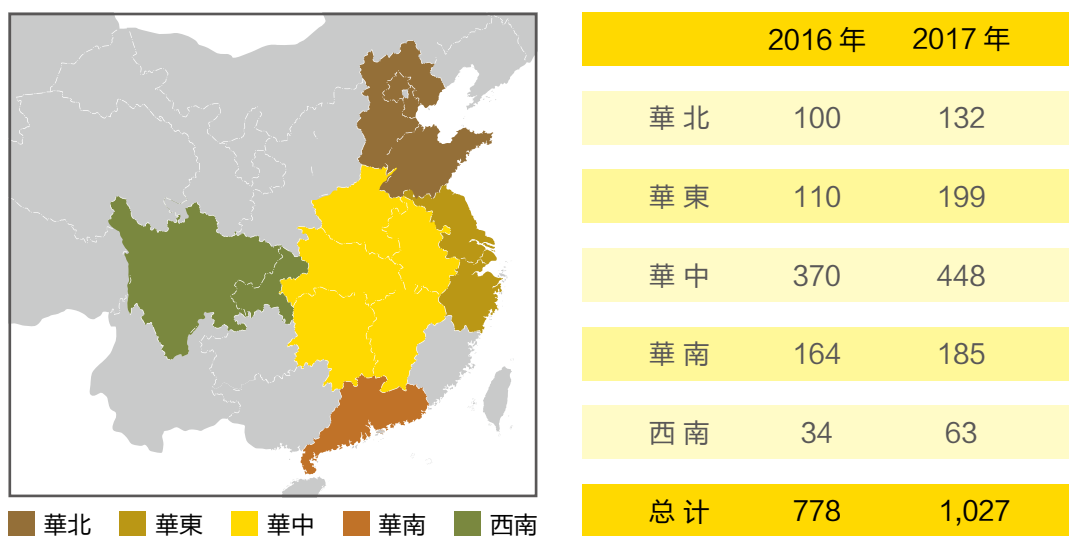 2016 年 2017 年
華 北 100 132
華 東 110 199
華 中 370 448
華 南 164 185
西 南 34 63
总 计 778 1,027
華北 華東 華中 華南 西南